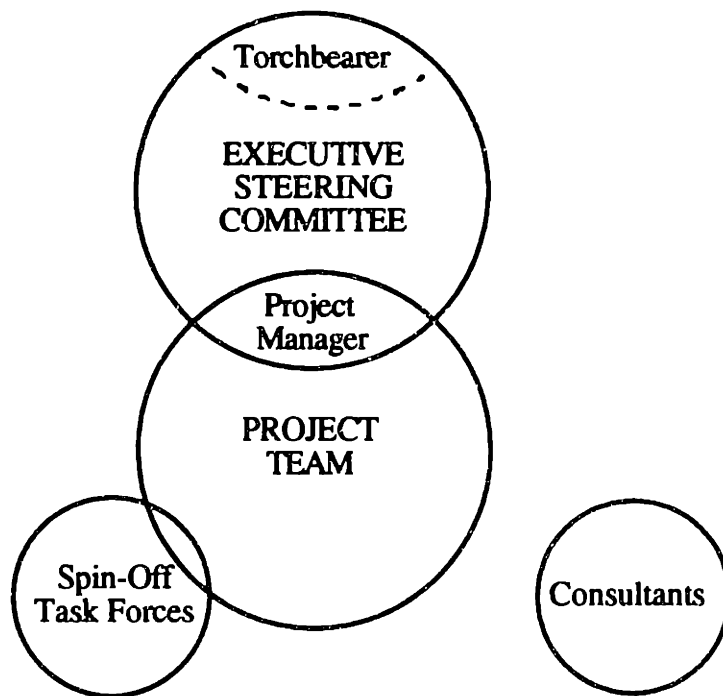 Torchbearer
EXECUTIVE
STEERING
COMMITTEE
Project
Manager
PROJECT
TEAM
Spin-Off
Task Forces
Consultants